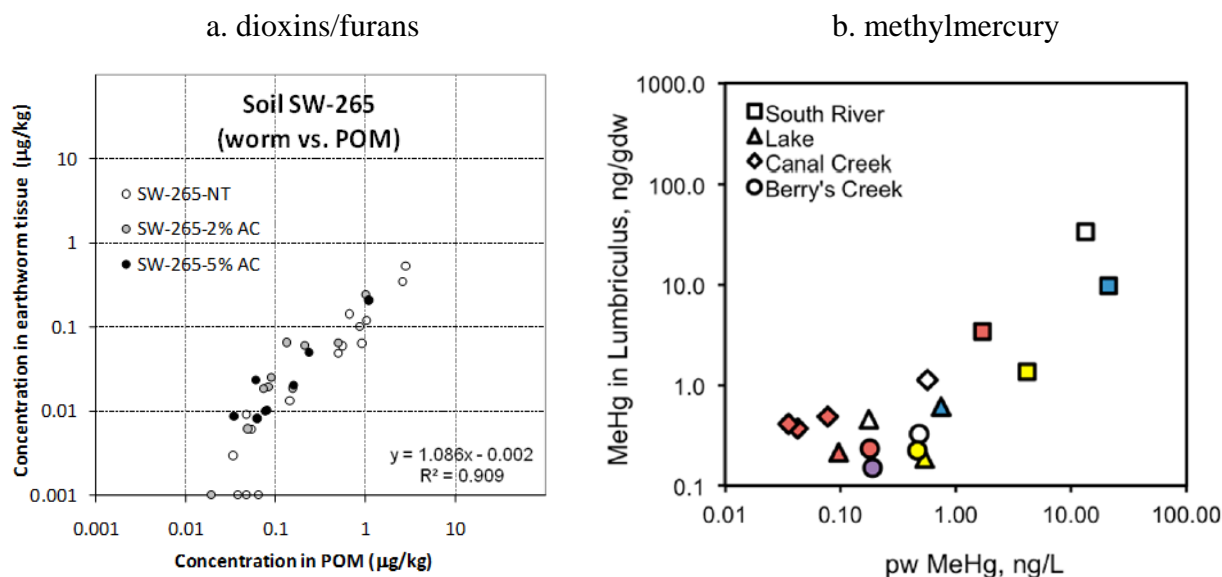 a. dioxins/furans
Soil SW-265
(worm vs. POM)
SW-265-NT
SW-265-2% AC
SW-265-5% AC
y = 1.086x - 0.002
R² = 0.909
Concentration in earthworm tissue (µg/kg)
10
1
0.1
0.01
0.001
0.001 0.01 0.1 1 10
Concentration in POM (µg/kg)
b. methylmercury
South River
Lake
Canal Creek
Berry's Creek
MeHg in Lumbriculus, ng/gdw
1000.0
100.0
10.0
1.0
0.1
0.01 0.10 1.00 10.00 100.00
pw MeHg, ng/L